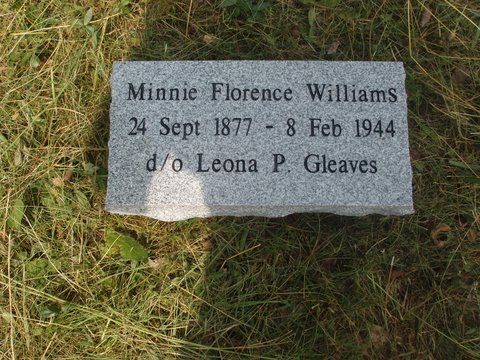 Minnie Florence Williams
24 Sept 1877 - 8 Feb 1944
d/o Leona P. Gleaves